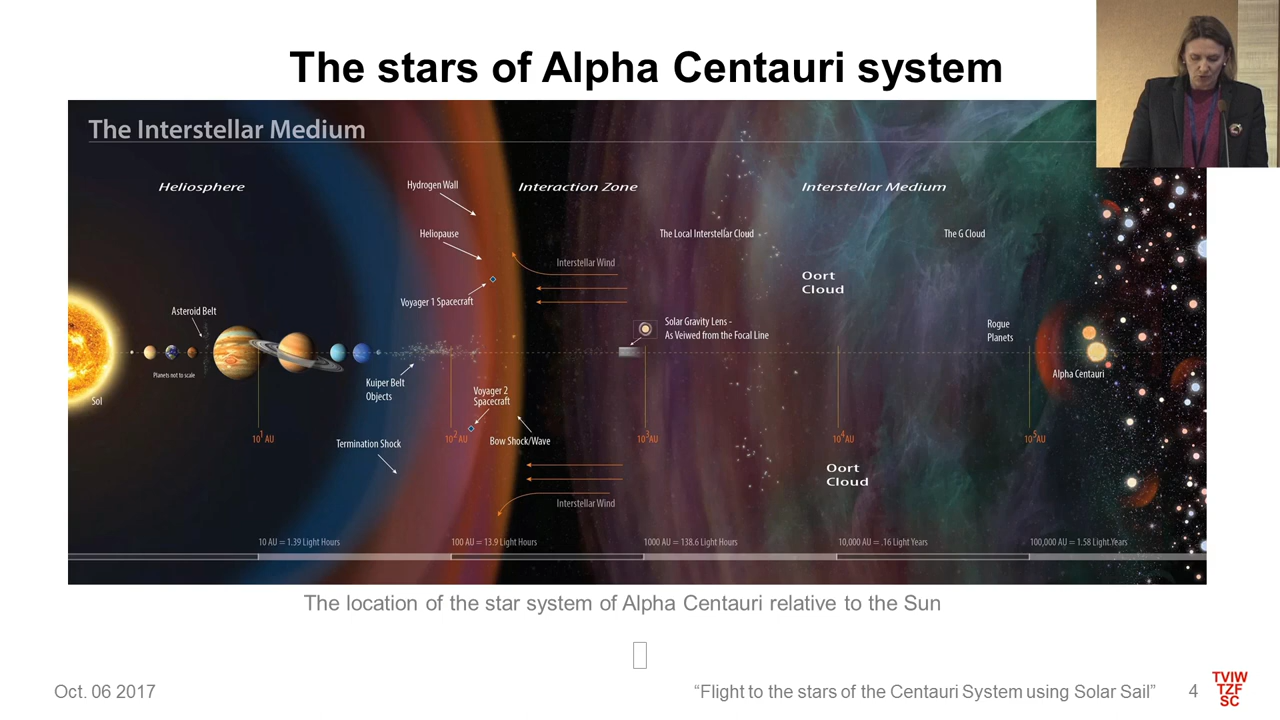 The stars of Alpha Centauri system
The Interstellar Medium
Heliosphere
Hydrogen Wall
Interaction Zone
Interstellar Medium
Heliopause
The Local Interstellar Cloud
The G Cloud
Interstellar Wind
Oort
Cloud
Voyager 1 Spacecraft
Asteroid Belt
Solar Gravity Lens -
As Veiwed from the Focal Line
Rogue
Planets
Planets not to scale
Kuiper Belt
Objects
Alpha Centauri
Voyager 2
Spacecraft
Sol
10¹ AU
10² AU
10³ AU
10⁴ AU
10⁵ AU
Termination Shock
Bow Shock/Wave
Oort
Cloud
Interstellar Wind
10 AU = 1.39 Light Hours
100 AU = 13.9 Light Hours
1000 AU = 138.6 Light Hours
10,000 AU = .16 Light Years
100,000 AU = 1.58 Light.Years
The location of the star system of Alpha Centauri relative to the Sun
Oct. 06 2017
“Flight to the stars of the Centauri System using Solar Sail”
4
TVIW
TZF
SC